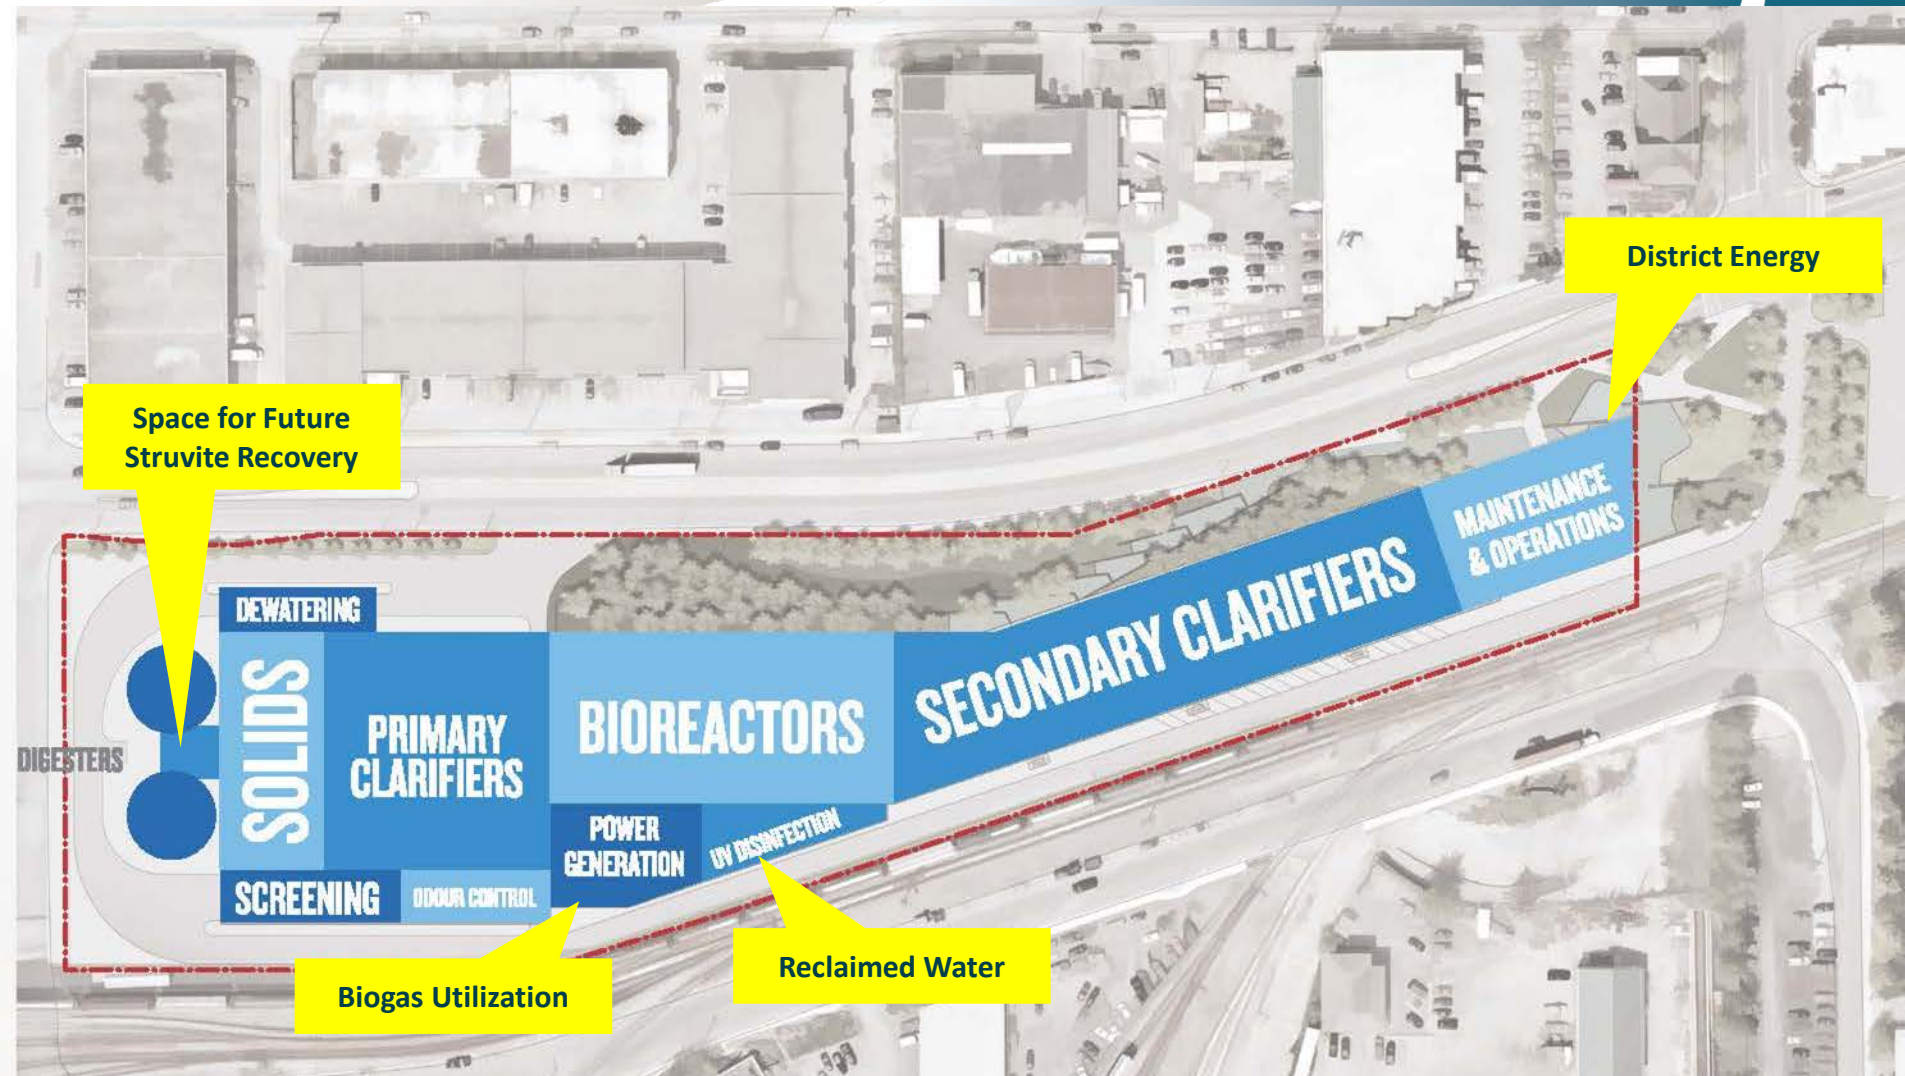 District Energy
Space for Future
Struvite Recovery
MAINTENANCE
& OPERATIONS
SECONDARY CLARIFIERS
DEWATERING
SOLIDS
PRIMARY
CLARIFIERS
BIOREACTORS
DIGESTERS
POWER
GENERATION
UV DISINFECTION
SCREENING
ODOUR CONTROL
Reclaimed Water
Biogas Utilization